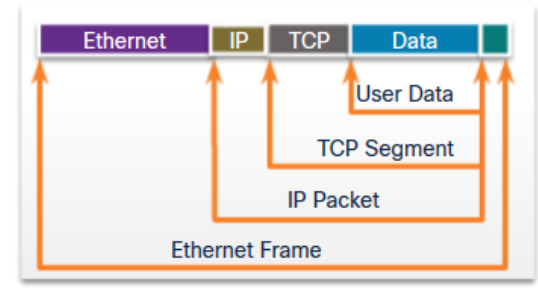 Ethernet IP TCP Data
User Data
TCP Segment
IP Packet
Ethernet Frame